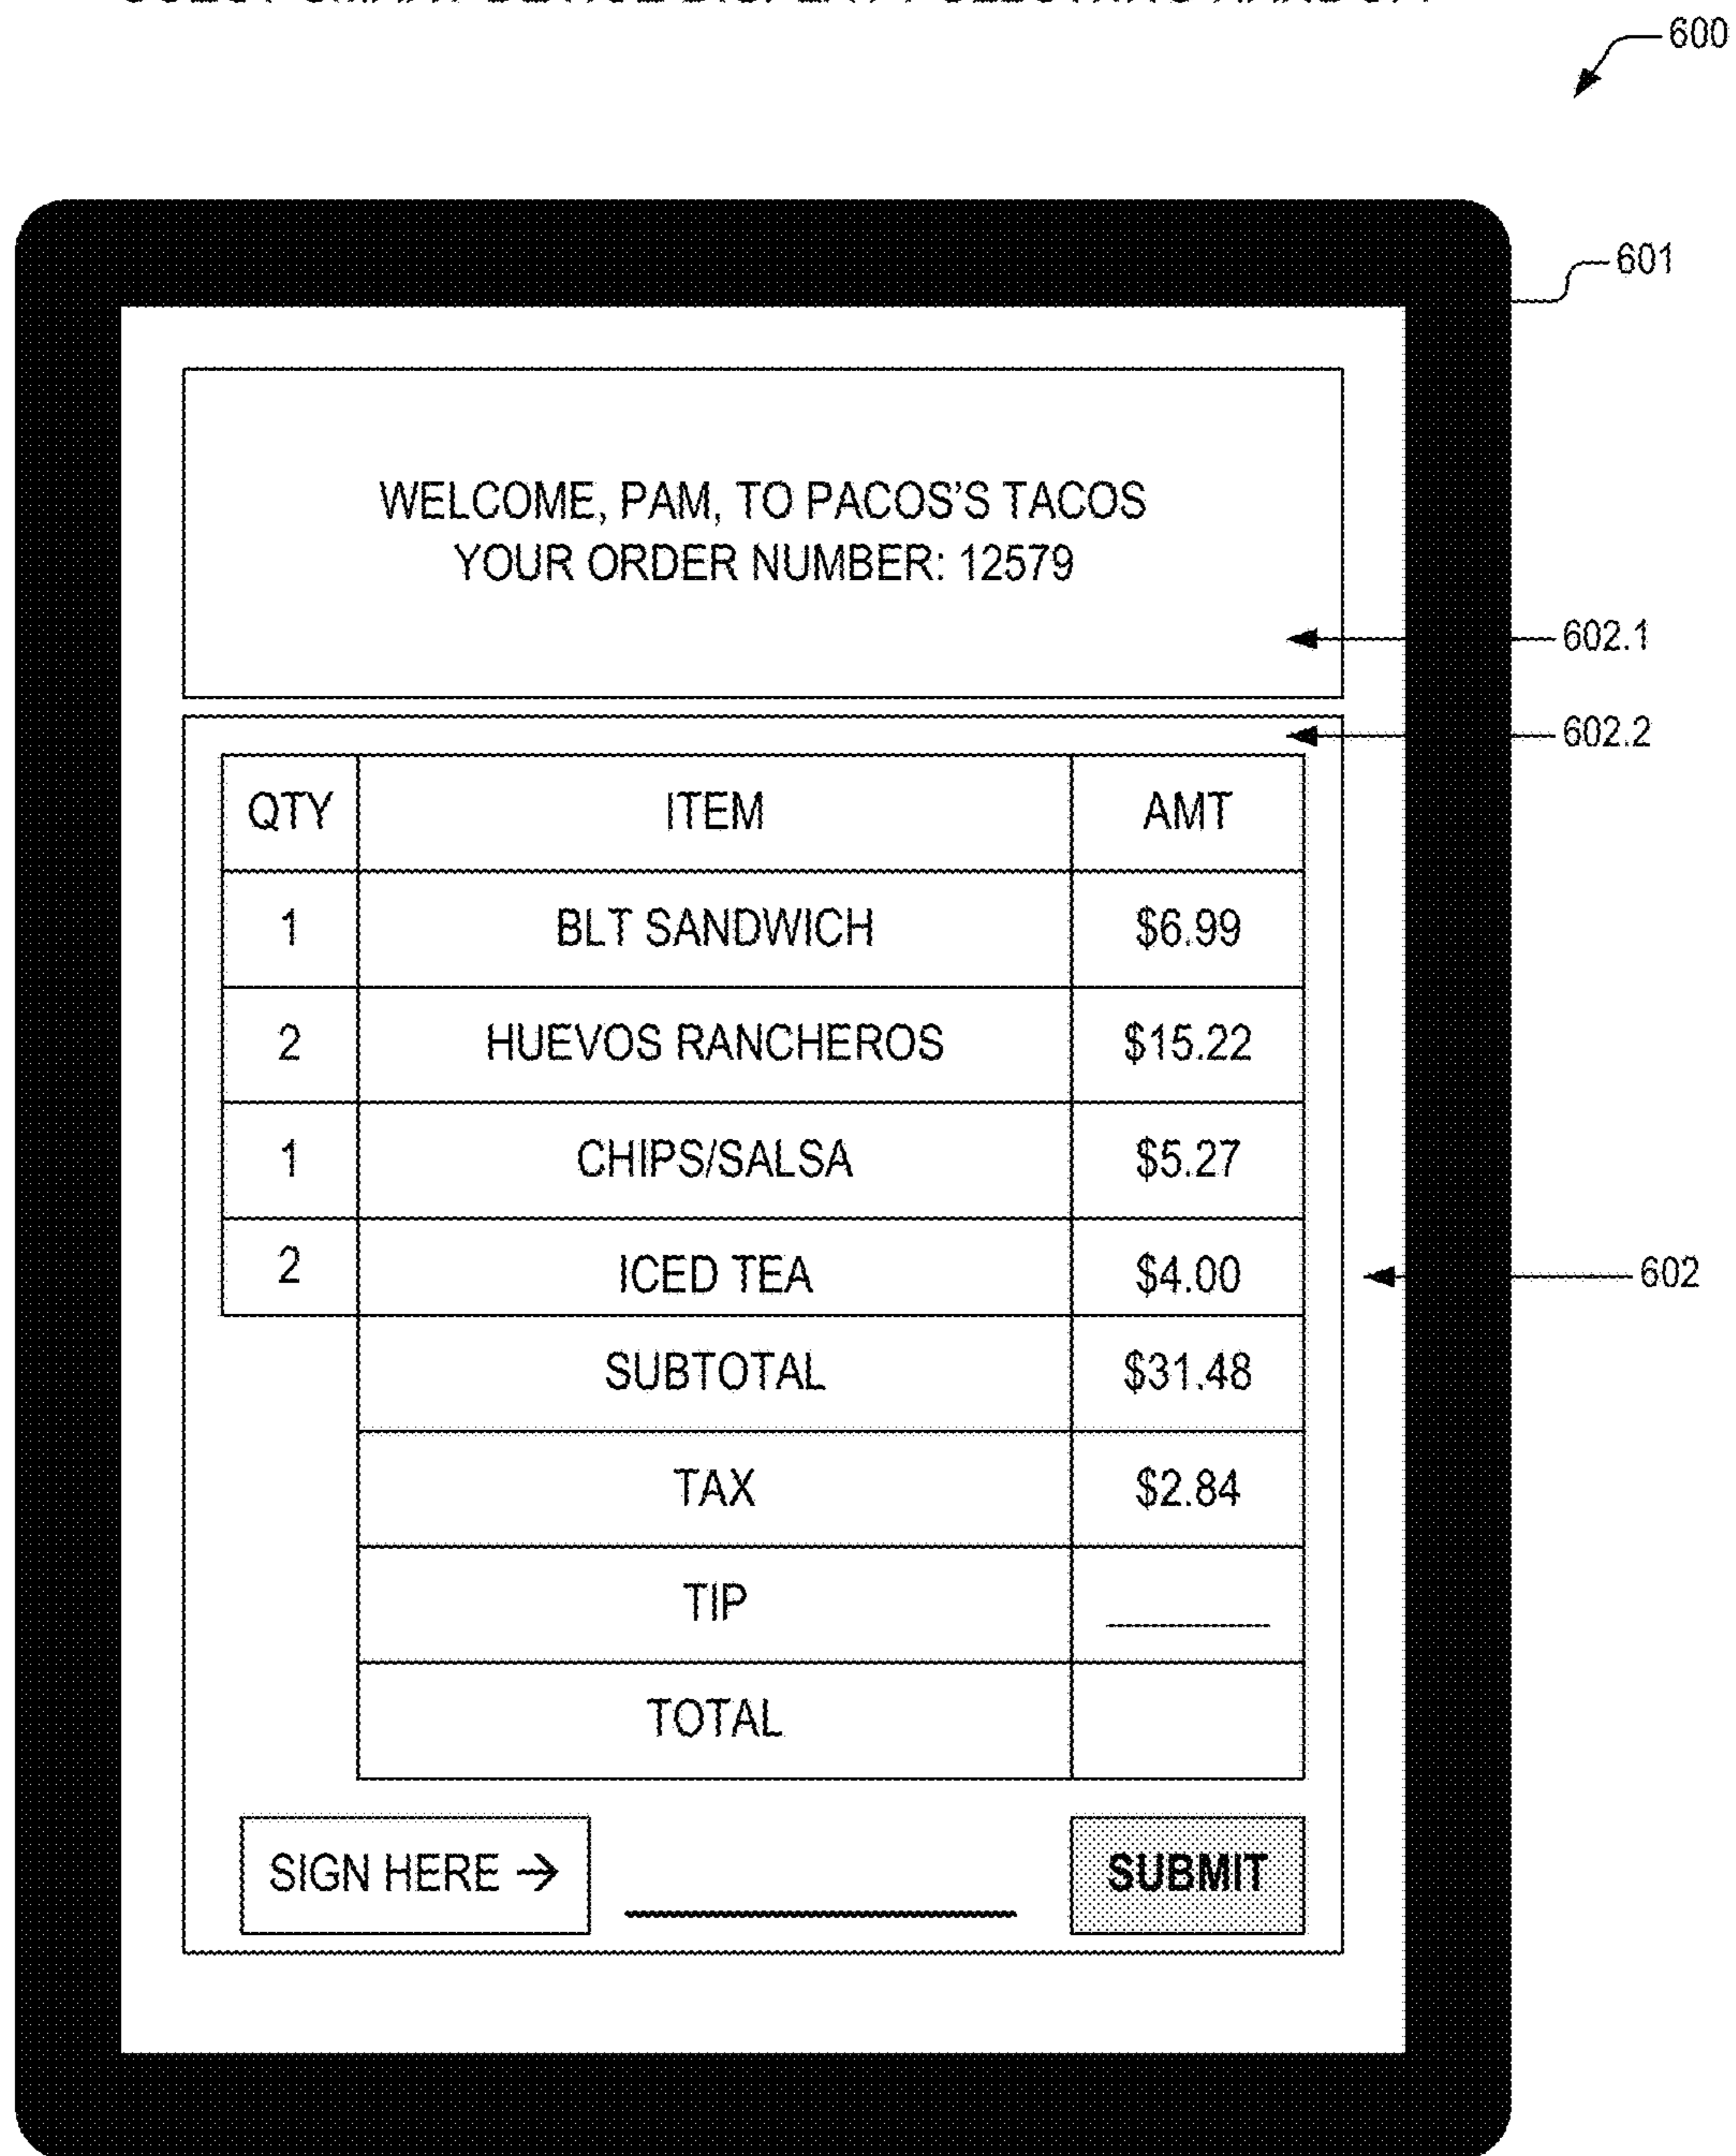 600
601
WELCOME, PAM, TO PACOS'S TACOS
YOUR ORDER NUMBER: 12579
602.1
602.2
QTY ITEM AMT
1 BLT SANDWICH $6.99
2 HUEVOS RANCHEROS $15.22
1 CHIPS/SALSA $5.27
2 ICED TEA $4.00
602
SUBTOTAL $31.48
TAX $2.84
TIP
TOTAL
SIGN HERE → SUBMIT